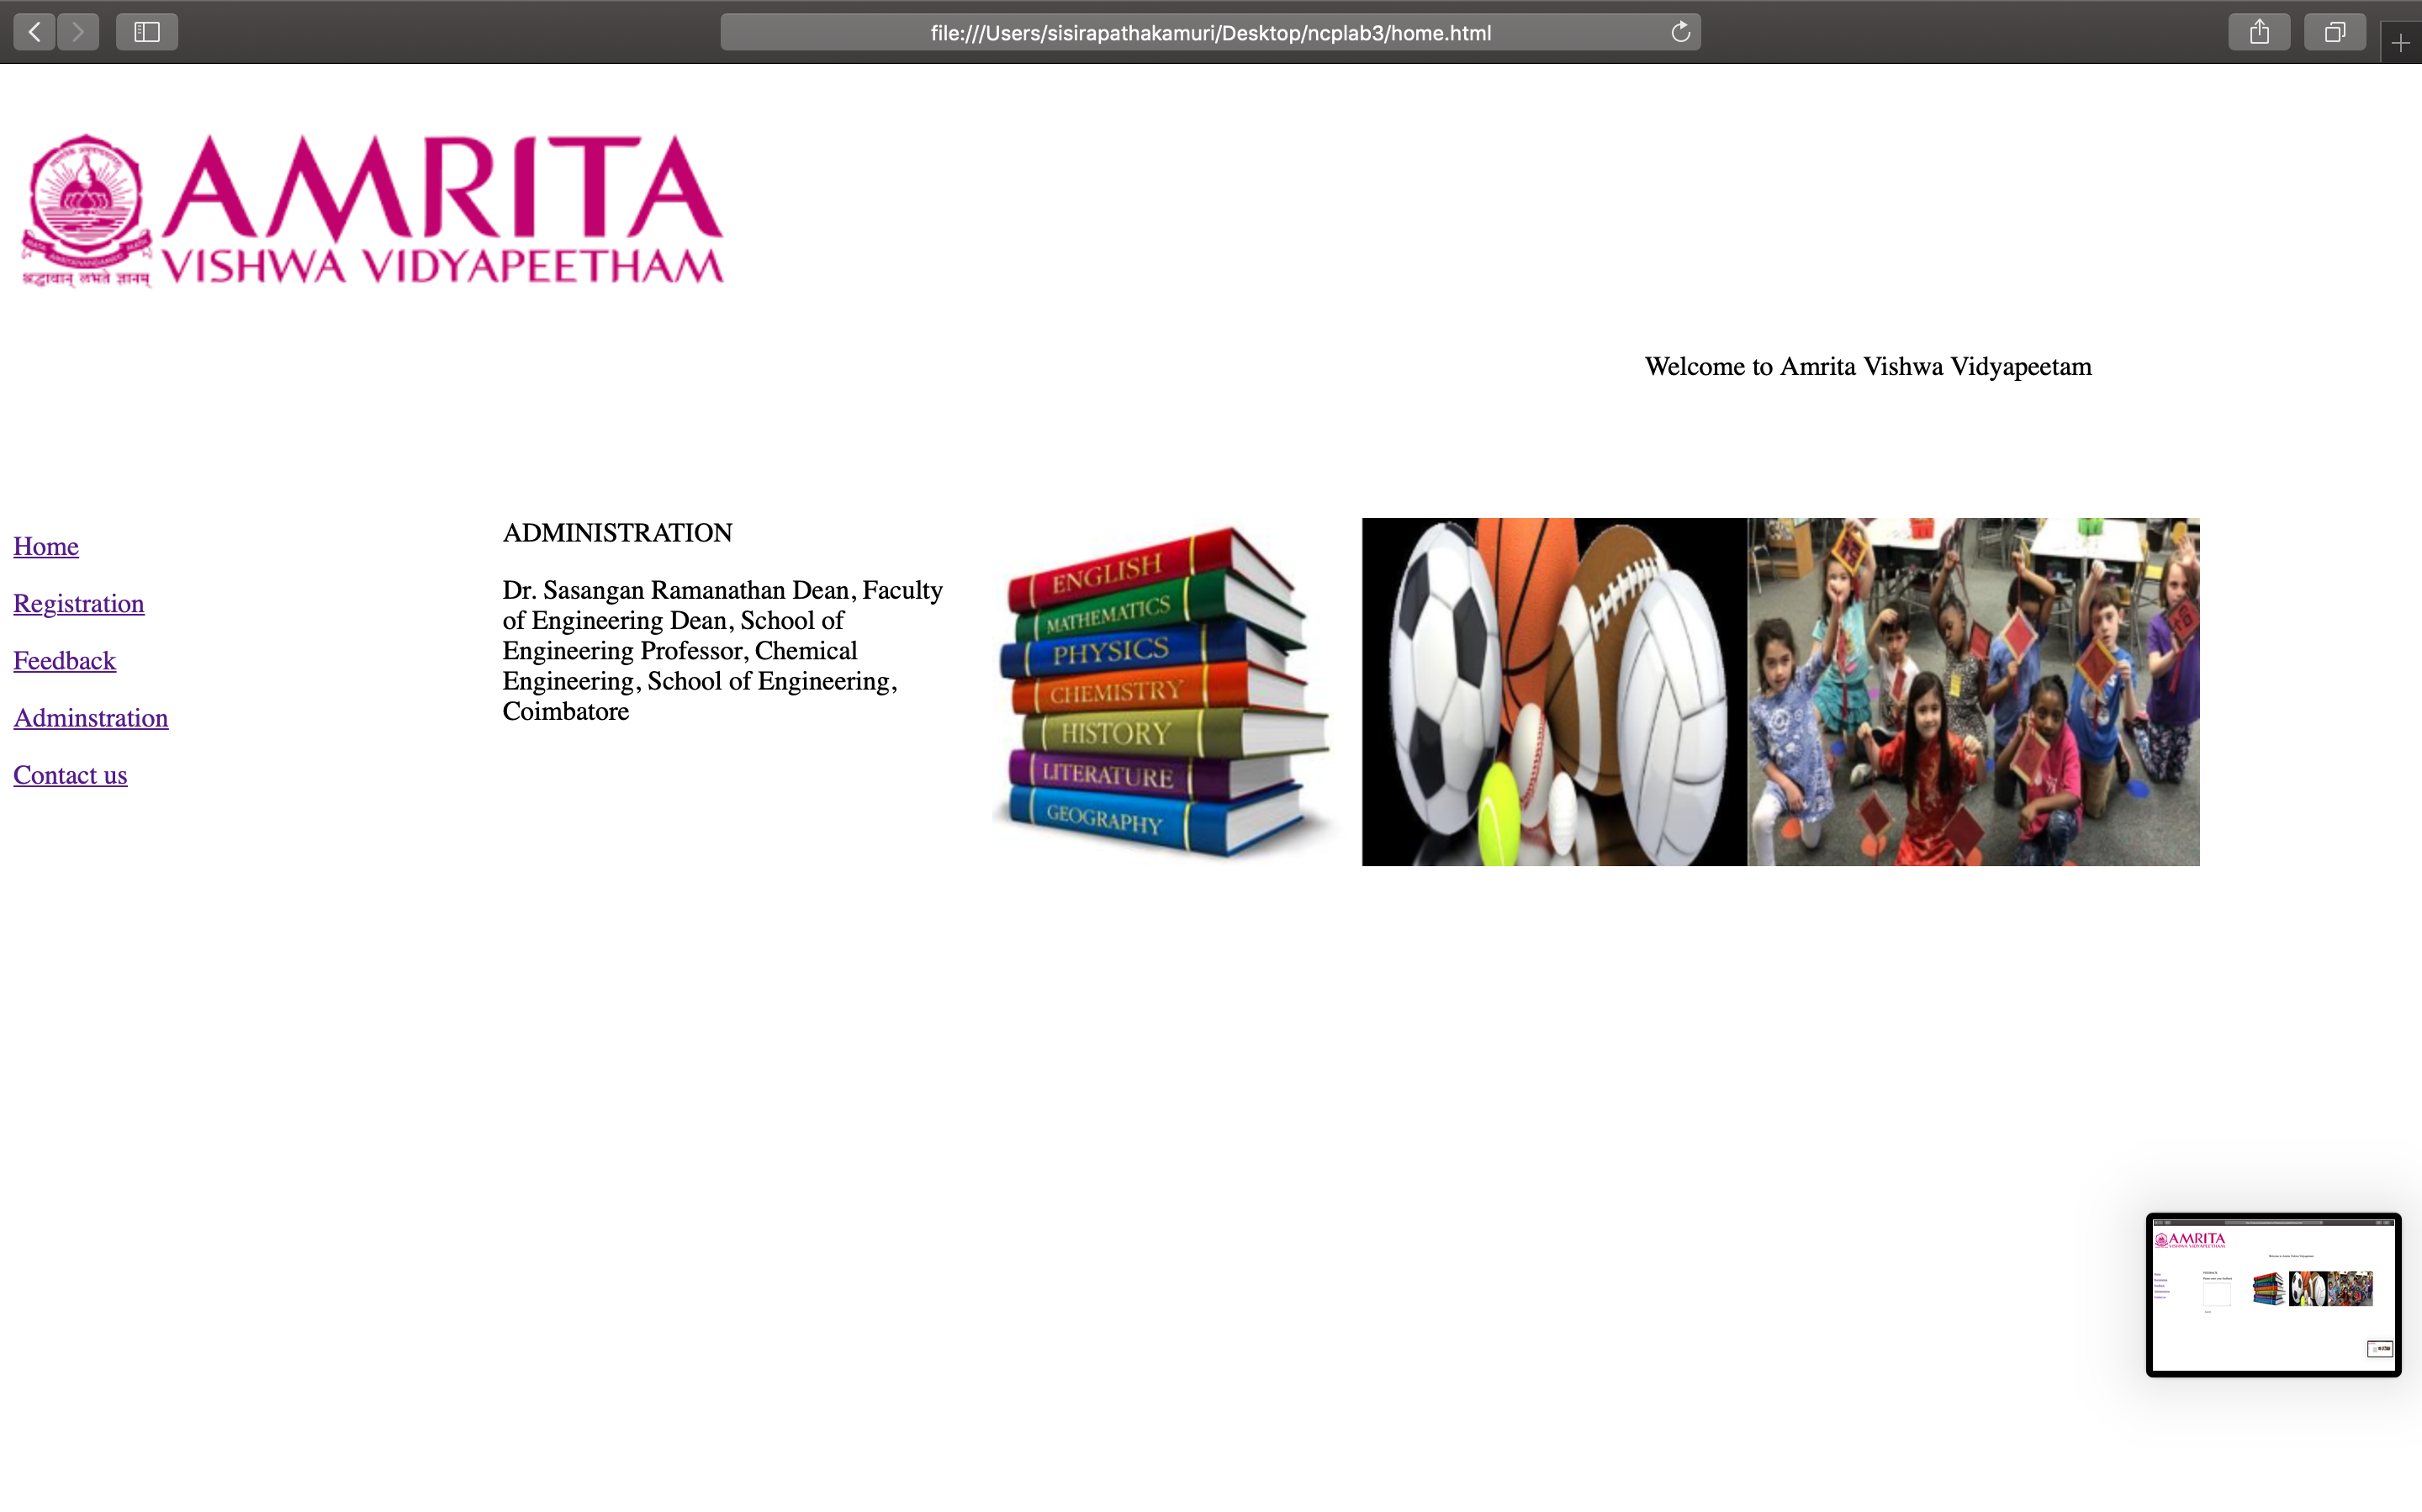 file:///Users/sisirapathakamuri/Desktop/ncplab3/home.html
AMRITA
VISHWA VIDYAPEETHAM
श्रद्धावान् लभते ज्ञानम्
Welcome to Amrita Vishwa Vidyapeetam
Home
Registration
Feedback
Adminstration
Contact us
ADMINISTRATION
Dr. Sasangan Ramanathan Dean, Faculty
of Engineering Dean, School of
Engineering Professor, Chemical
Engineering, School of Engineering,
Coimbatore
ENGLISH
MATHEMATICS
PHYSICS
CHEMISTRY
HISTORY
LITERATURE
GEOGRAPHY
AMRITA
VISHWA VIDYAPEETHAM